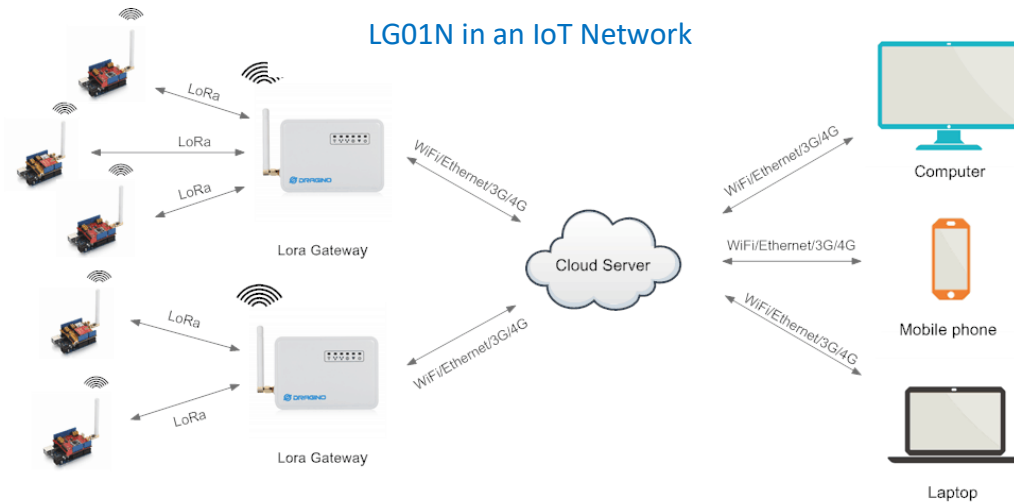 LG01N in an IoT Network
LoRa
LoRa
LoRa
DRAGINO
Lora Gateway
WiFi/Ethernet/3G/4G
LoRa
LoRa
DRAGINO
Lora Gateway
WiFi/Ethernet/3G/4G
Cloud Server
WiFi/Ethernet/3G/4G
Computer
WiFi/Ethernet/3G/4G
Mobile phone
WiFi/Ethernet/3G/4G
Laptop